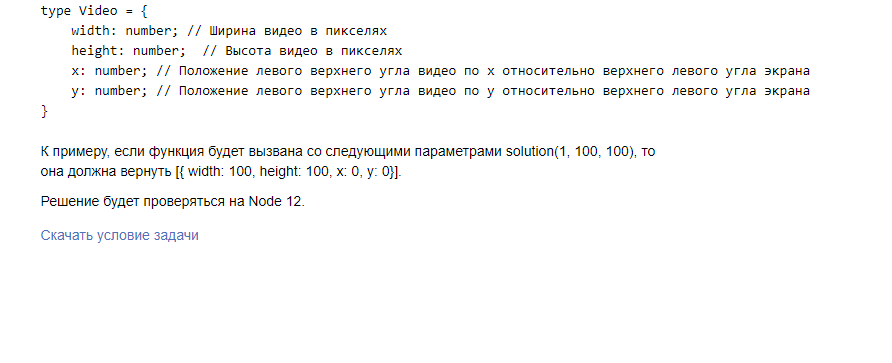 type Video = {
width: number; // Ширина видео в пикселях
height: number;  // Высота видео в пикселях
x: number; // Положение левого верхнего угла видео по x относительно верхнего левого угла экрана
y: number; // Положение левого верхнего угла видео по y относительно верхнего левого угла экрана
}
К примеру, если функция будет вызвана со следующими параметрами solution(1, 100, 100), то
она должна вернуть [{ width: 100, height: 100, x: 0, y: 0}].
Решение будет проверяться на Node 12.
Скачать условие задачи